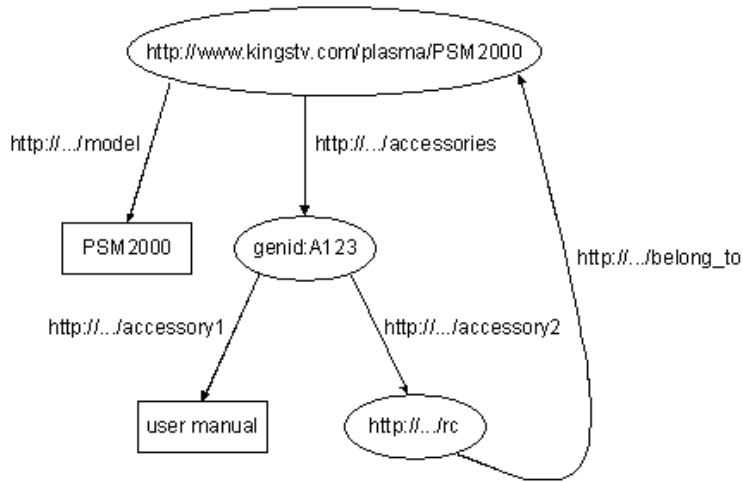 http://www.kingstv.com/plasma/PSM2000
http://.../model
http://.../accessories
PSM2000
genid:A123
http://.../belong_to
http://.../accessory1
http://.../accessory2
user manual
http://.../rc